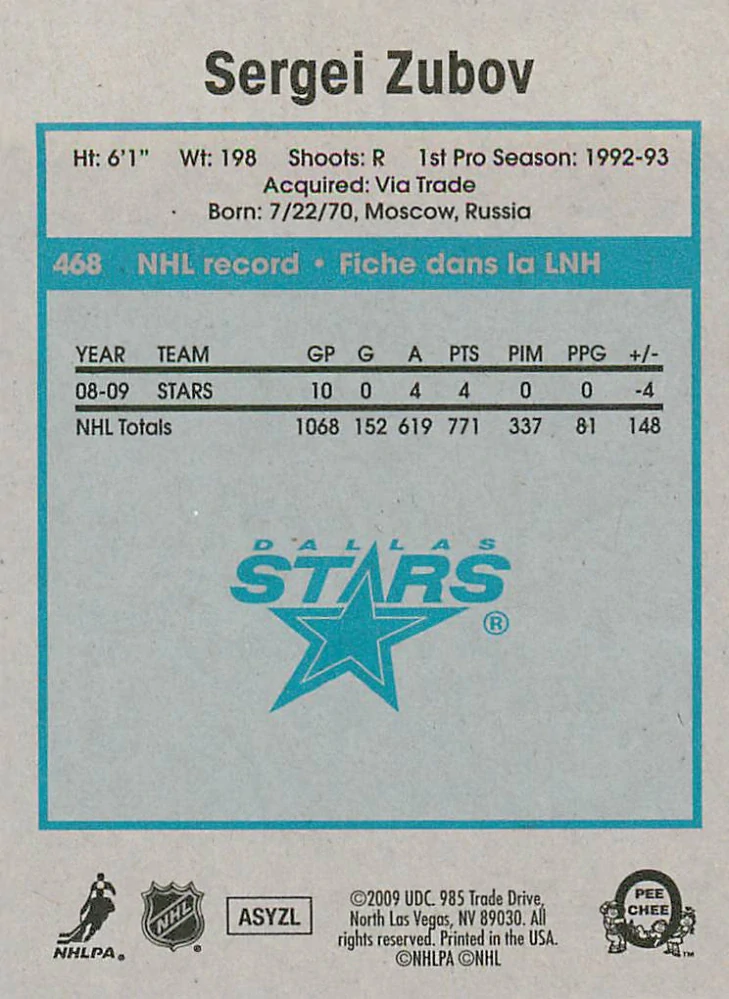 Sergei Zubov
Ht: 6'1" Wt: 198 Shoots: R 1st Pro Season: 1992-93
Acquired: Via Trade
Born: 7/22/70, Moscow, Russia
468 NHL record • Fiche dans la LNH
YEAR TEAM GP G A PTS PIM PPG +/-
08-09 STARS 10 0 4 4 0 0 -4
NHL Totals 1068 152 619 771 337 81 148
DALLAS
STARS
®
NHLPA®
NHL®
ASYZL
©2009 UDC. 985 Trade Drive,
North Las Vegas, NV 89030. All
rights reserved. Printed in the USA.
©NHLPA ©NHL
PEE
CHEE
™